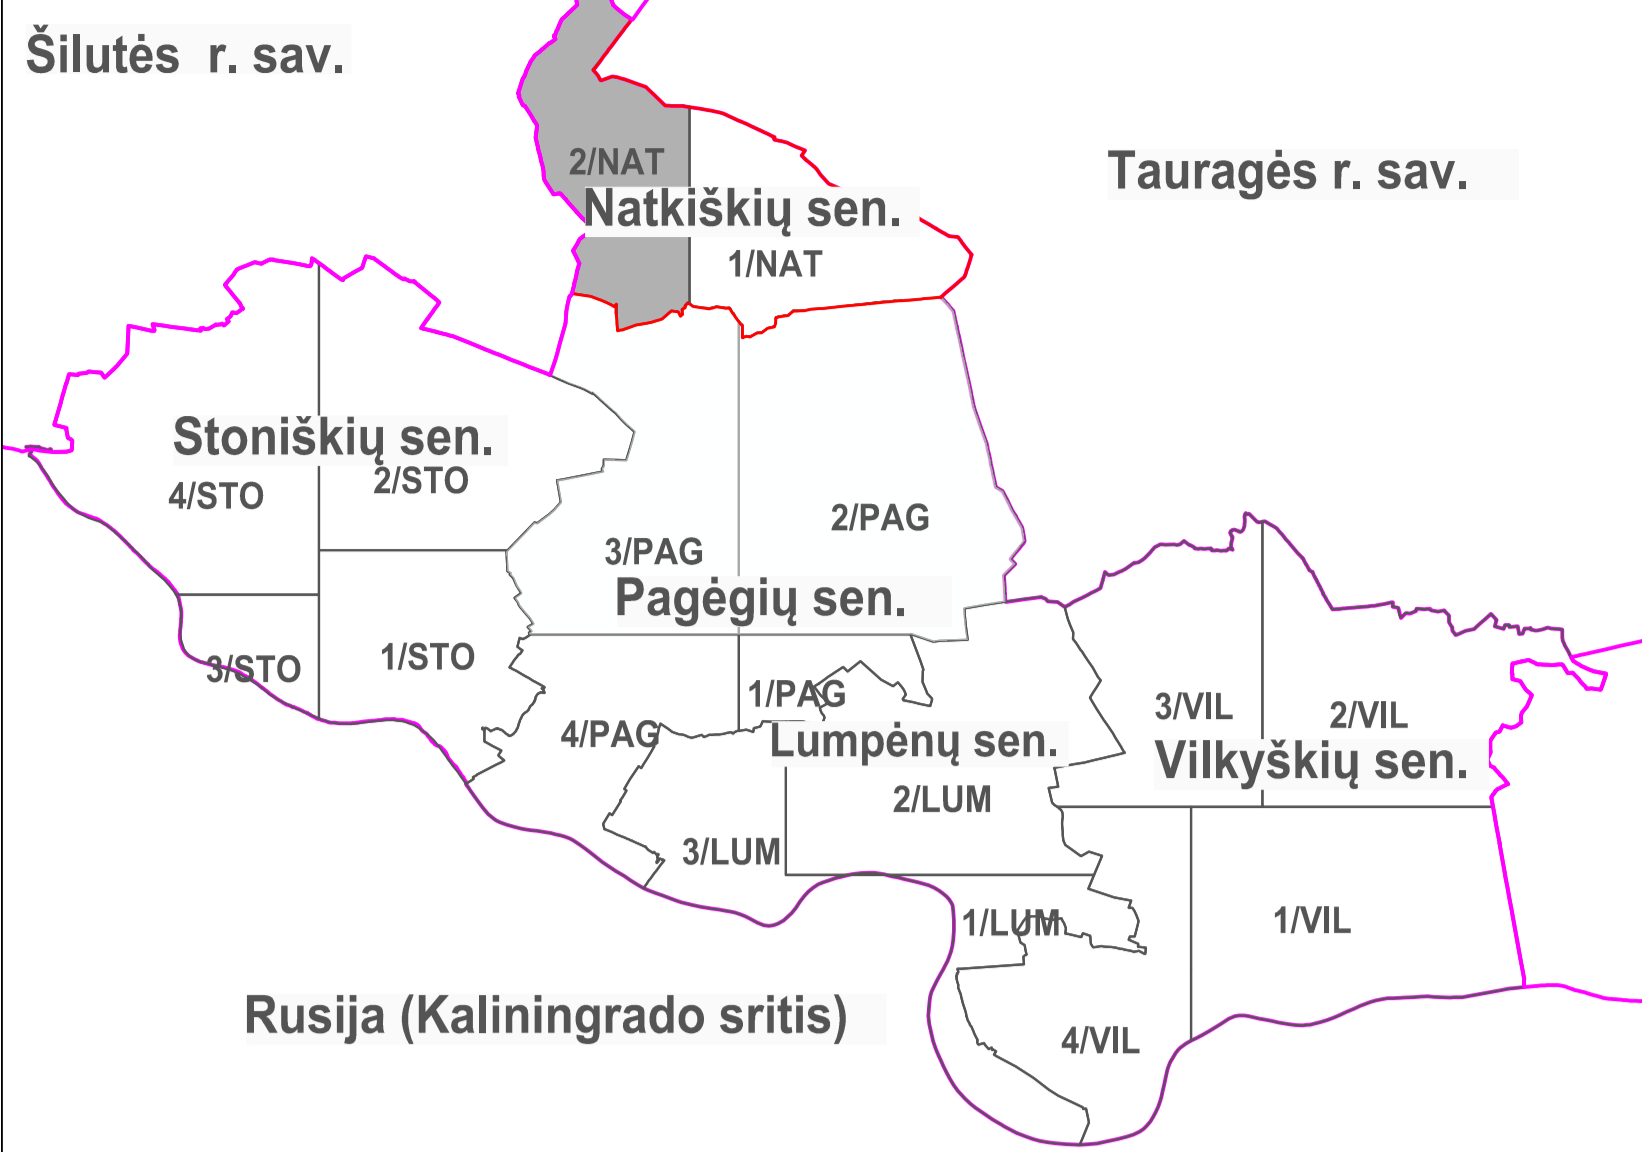 Šilutės r. sav.
2/NAT
Tauragės r. sav.
Natkiškių sen.
1/NAT
Stoniškių sen.
2/STO
4/STO
2/PAG
3/PAG
Pagėgių sen.
1/STO
3/STO
1/PAG
3/VIL
2/VIL
4/PAG
Lumpėnų sen.
Vilkyškių sen.
2/LUM
3/LUM
1/LUM
1/VIL
Rusija (Kaliningrado sritis)
4/VIL